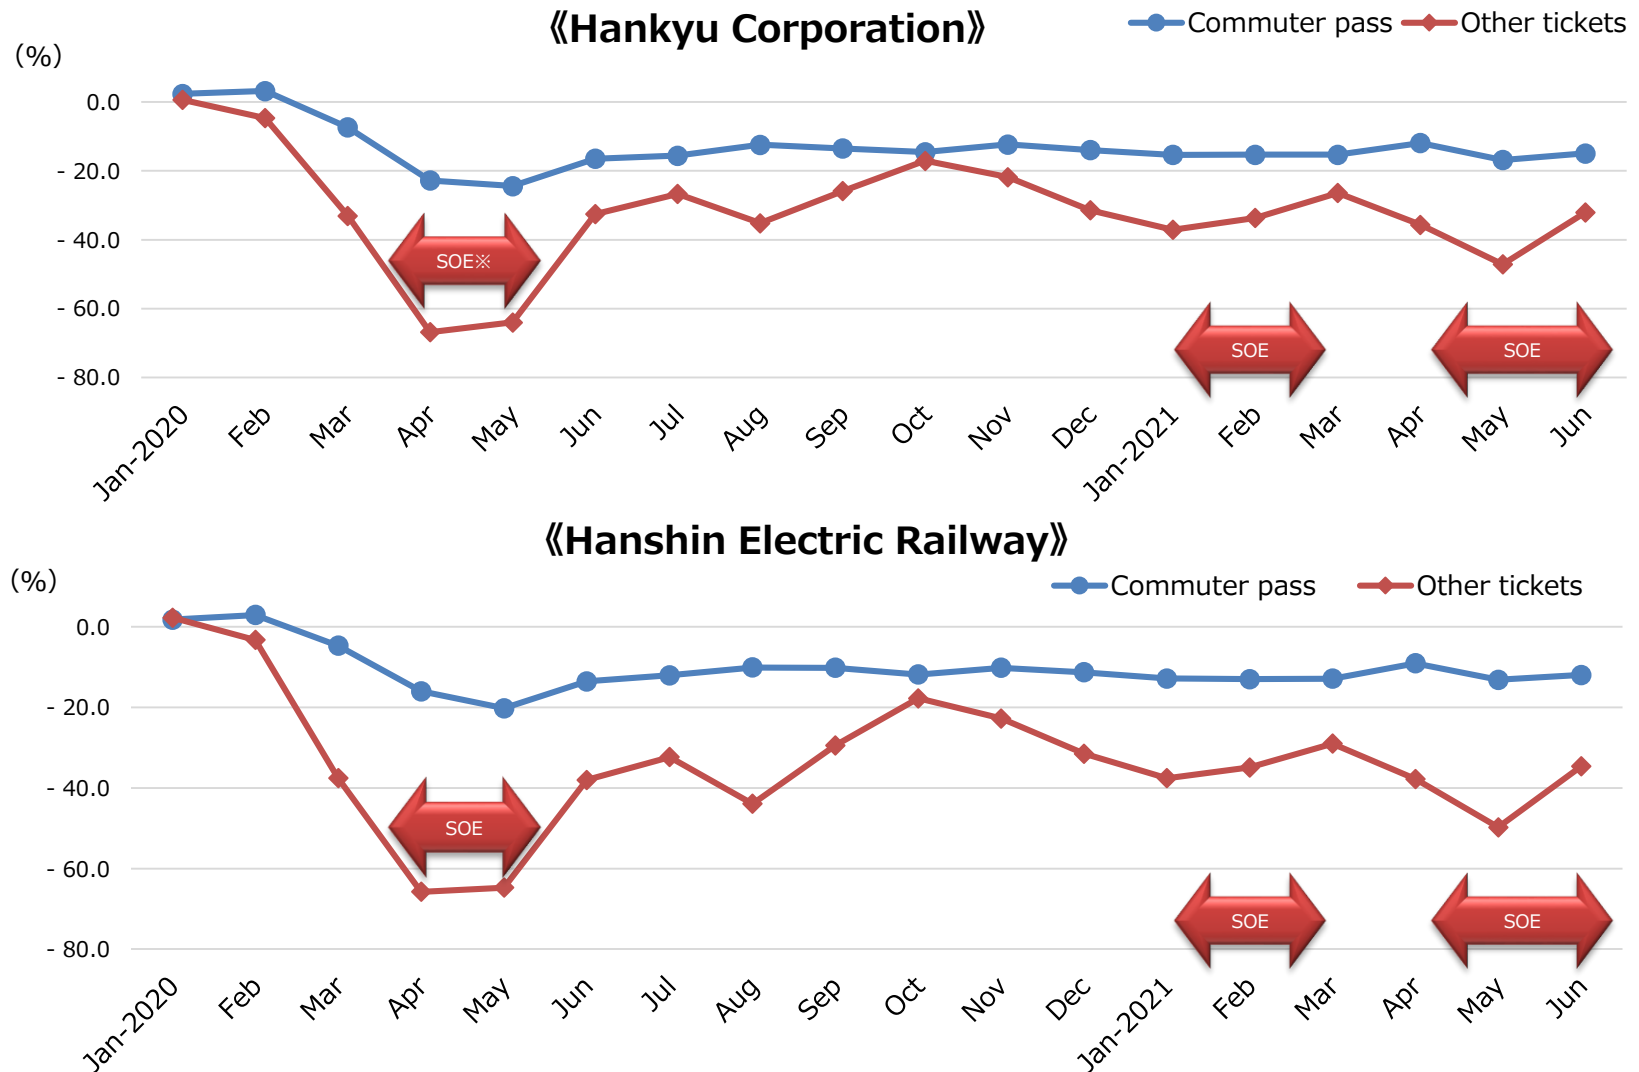 《Hankyu Corporation》
Commuter pass Other tickets
(%)
0.0
- 20.0
- 40.0
- 60.0
- 80.0
SOE※
SOE
SOE
Jan-2020 Feb Mar Apr May Jun Jul Aug Sep Oct Nov Dec Jan-2021 Feb Mar Apr May Jun
《Hanshin Electric Railway》
(%)
Commuter pass Other tickets
0.0
- 20.0
- 40.0
- 60.0
- 80.0
SOE
SOE
SOE
Jan-2020 Feb Mar Apr May Jun Jul Aug Sep Oct Nov Dec Jan-2021 Feb Mar Apr May Jun